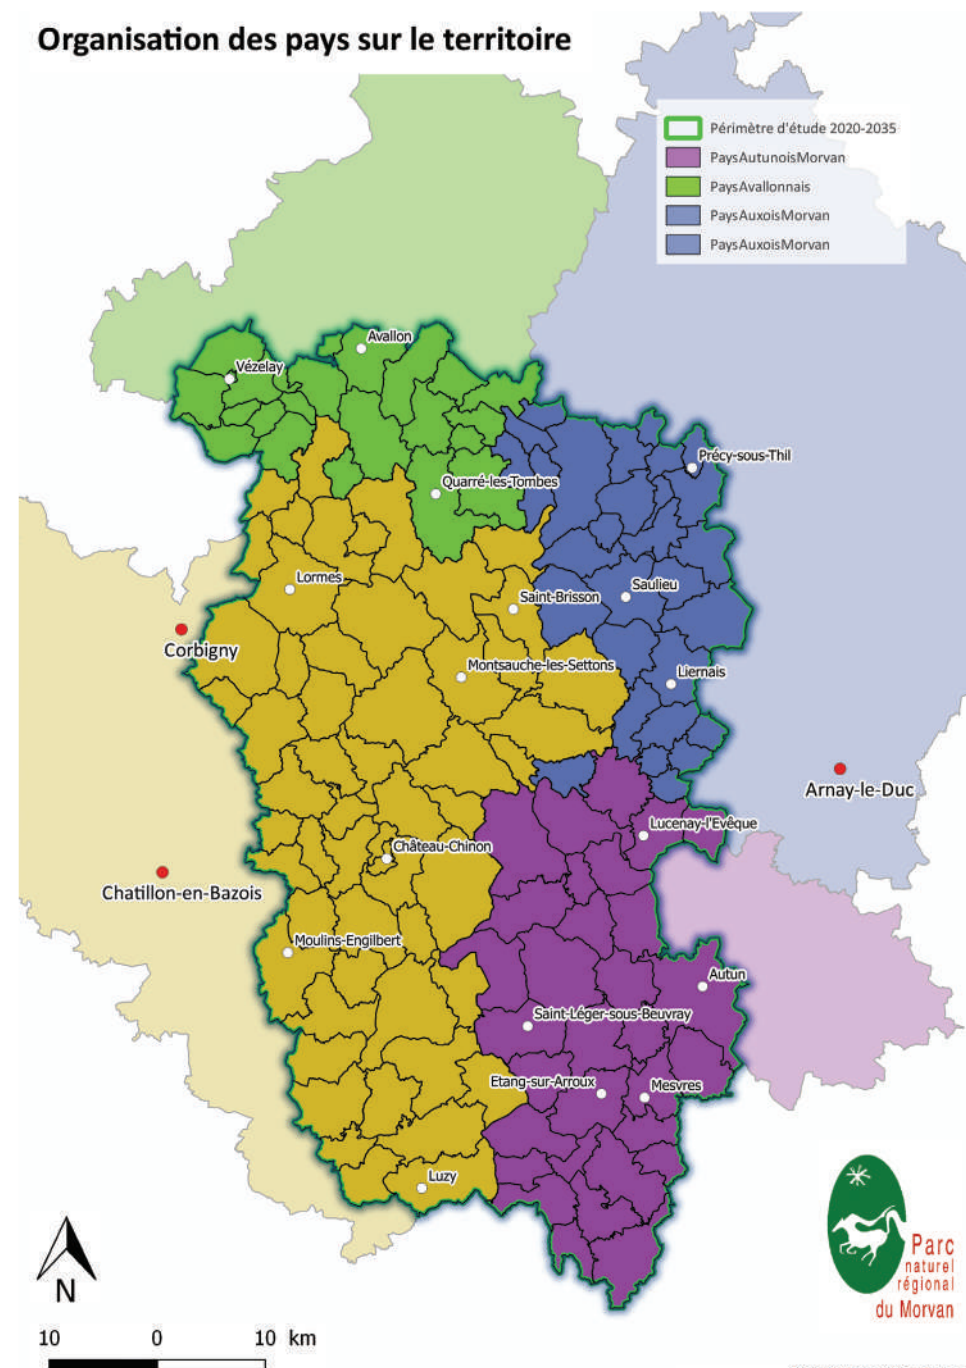 Organisation des pays sur le territoire
Périmètre d'étude 2020-2035
PaysAutunoisMorvan
PaysAvallonnais
PaysAuxoisMorvan
PaysAuxoisMorvan
Avallon
Vézelay
Précy-sous-Thil
Quarré-les-Tombes
Lormes
Saulieu
Saint-Brisson
Corbigny
Montsauche-les-Settons
Liernais
Arnay-le-Duc
Lucenay-l'Evêque
Château-Chinon
Chatillon-en-Bazois
Moulins-Engilbert
Autun
Saint-Léger-sous-Beuvray
Etang-sur-Arroux
Mesvres
Luzy
N
10 0 10 km
Parc
naturel
régional
du Morvan